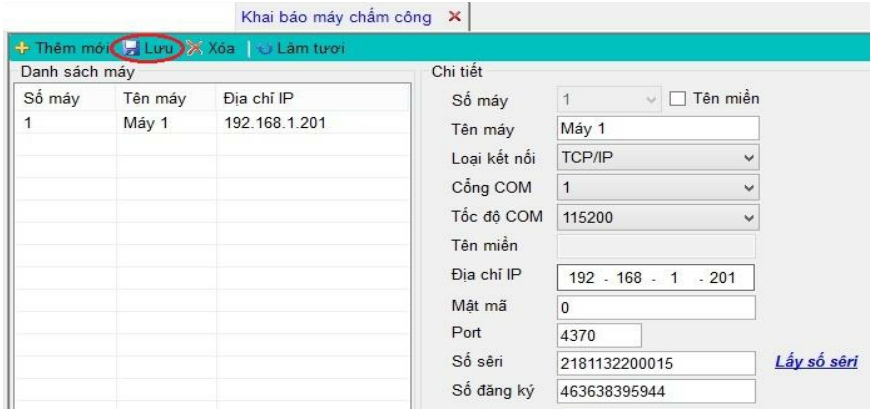 Khai báo máy chấm công
Thêm mới Lưu Xóa Làm tươi
Danh sách máy
Số máy Tên máy Địa chỉ IP
1 Máy 1 192.168.1.201
Chi tiết
Số máy 1 Tên miền
Tên máy Máy 1
Loại kết nối TCP/IP
Cổng COM 1
Tốc độ COM 115200
Tên miền
Địa chỉ IP 192 - 168 - 1 - 201
Mật mã 0
Port 4370
Số sêri 2181132200015 Lấy số sêri
Số đăng ký 463638395944